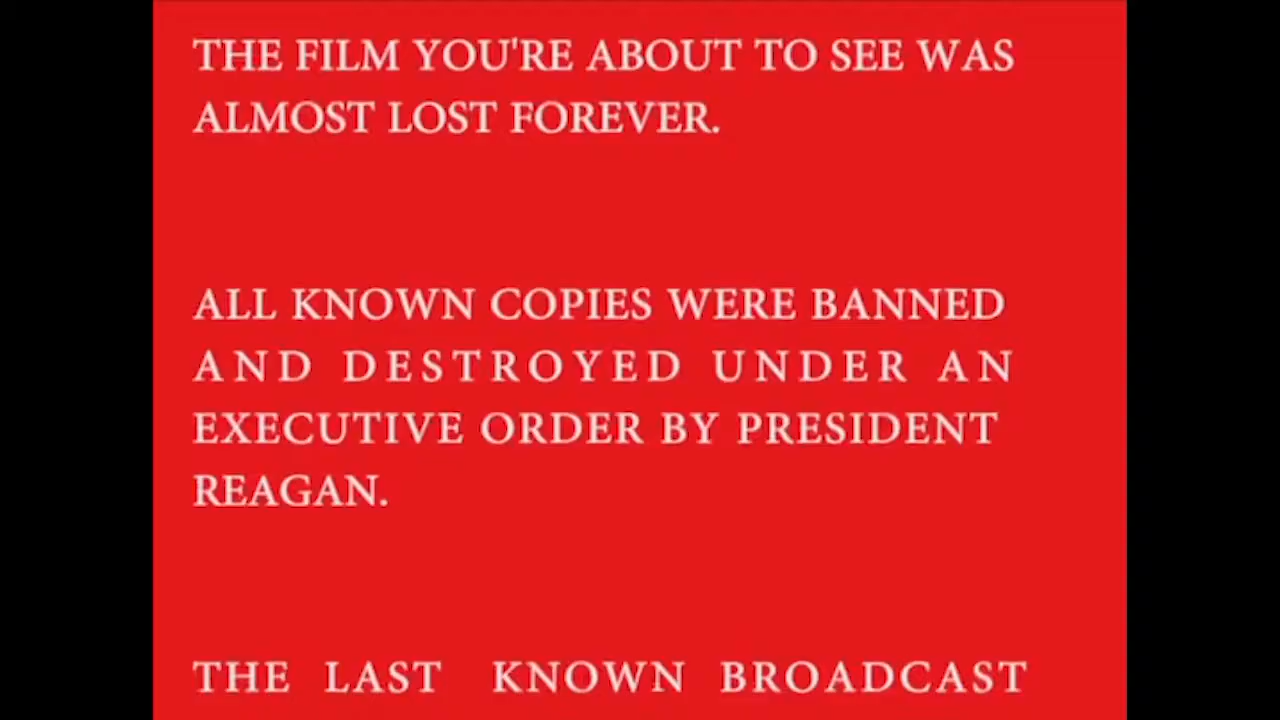 THE FILM YOU'RE ABOUT TO SEE WAS
ALMOST LOST FOREVER.
ALL KNOWN COPIES WERE BANNED
AND DESTROYED UNDER AN
EXECUTIVE ORDER BY PRESIDENT
REAGAN.
THE LAST KNOWN BROADCAST